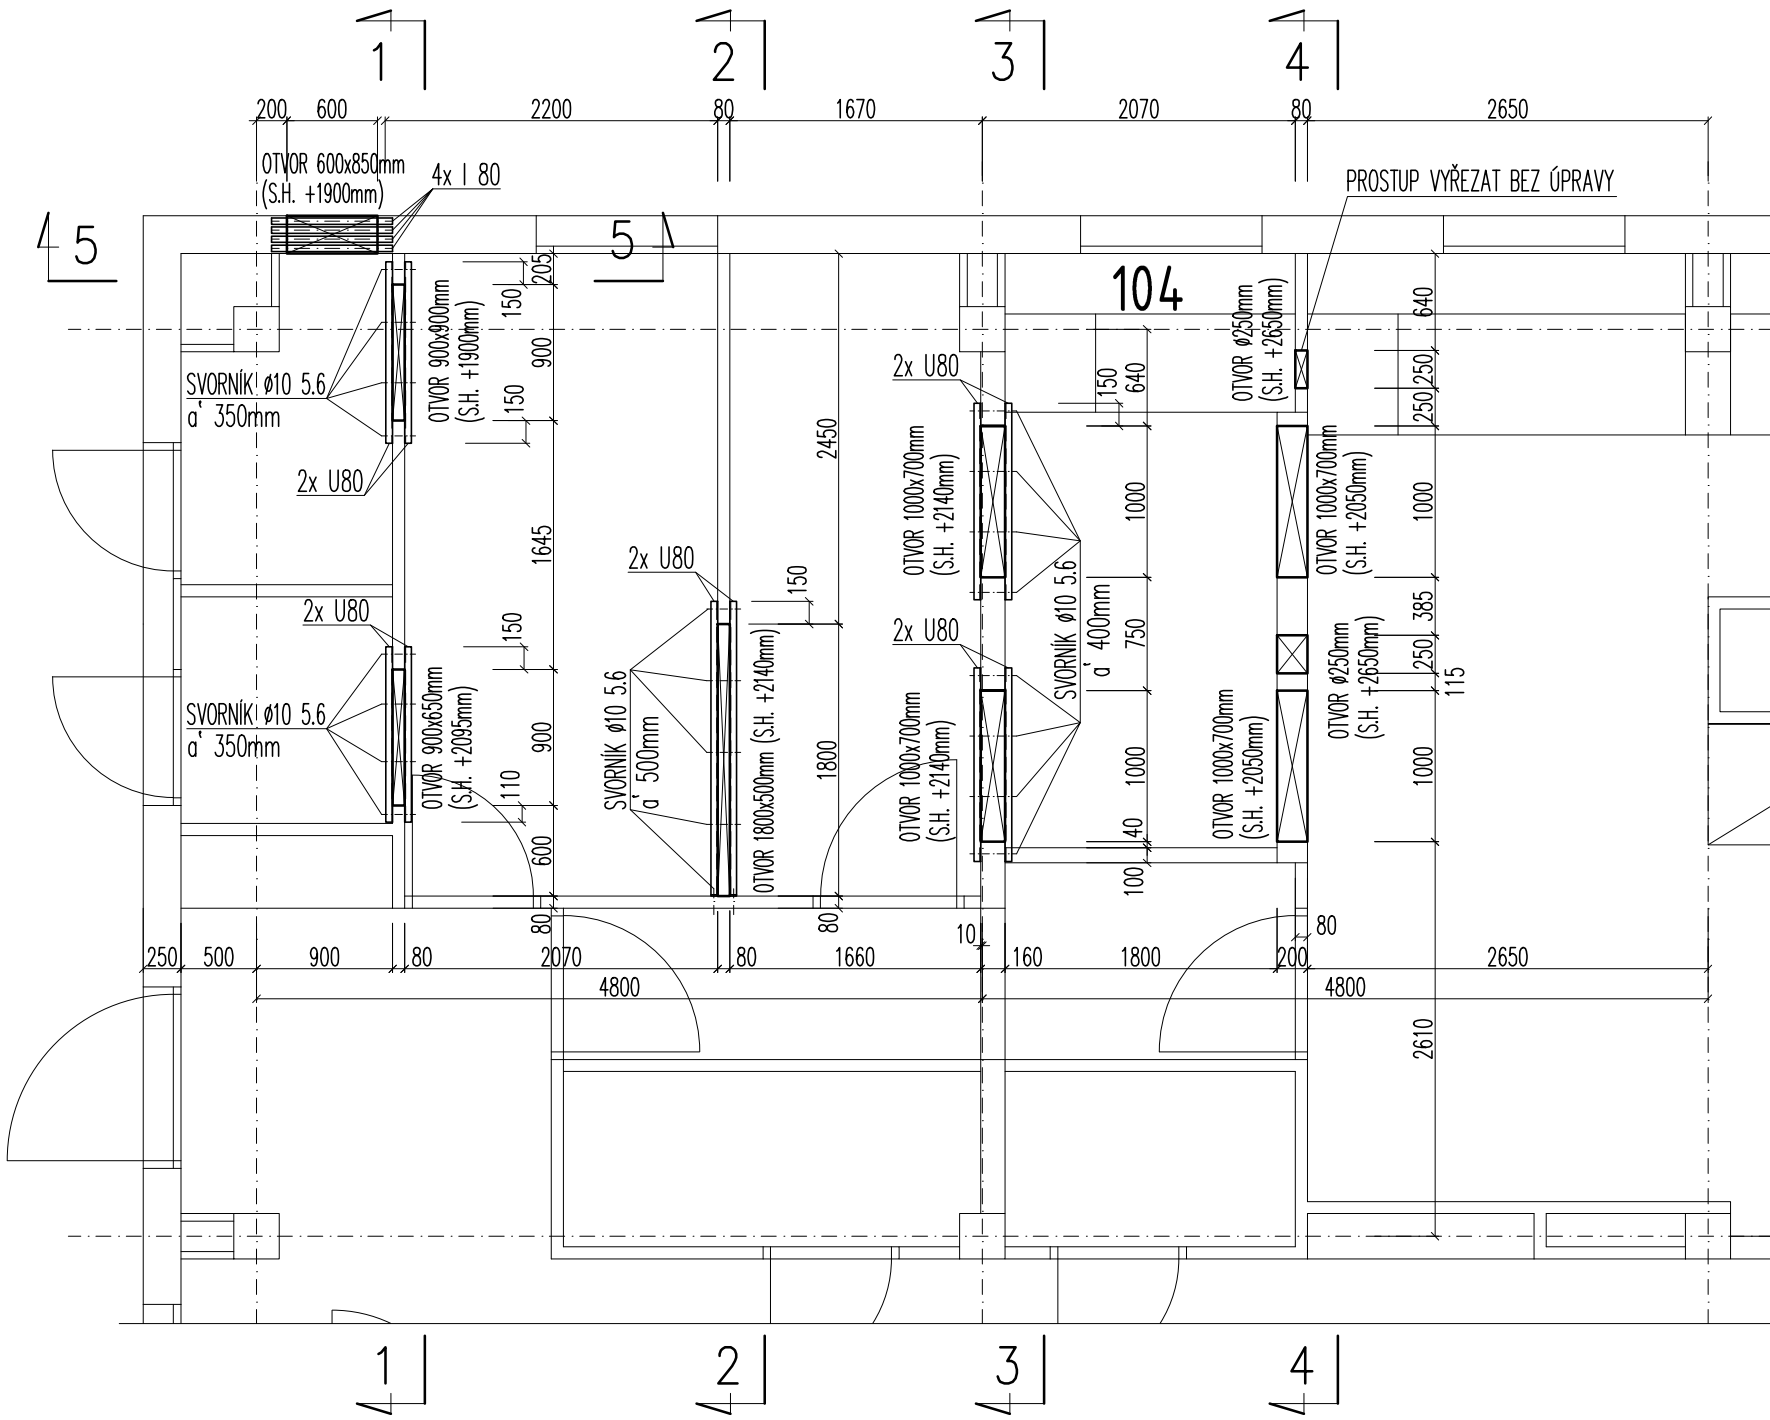 1
2
3
4
200
600
2200
80
1670
2070
80
2650
OTVOR 600x850mm
(S.H. +1900mm)
4x I 80
PROSTUP VYŘEZAT BEZ ÚPRAVY
5
5
104
205
150
900
150
OTVOR 900x900mm
(S.H. +1900mm)
SVORNÍK ø10 5.6
a' 350mm
2x U80
2x U80
150
640
OTVOR ø250mm
(S.H. +2650mm)
640
250
250
2450
OTVOR 1000x700mm
(S.H. +2140mm)
1000
OTVOR 1000x700mm
(S.H. +2050mm)
1000
1645
2x U80
150
2x U80
150
SVORNÍK ø10 5.6
a' 350mm
OTVOR 900x650mm
(S.H. +2095mm)
900
110
600
80
SVORNÍK ø10 5.6
a' 500mm
OTVOR 1800x500mm (S.H. +2140mm)
1800
80
2x U80
SVORNÍK ø10 5.6
a' 400mm
750
OTVOR 1000x700mm
(S.H. +2140mm)
1000
40
100
OTVOR 1000x700mm
(S.H. +2050mm)
385
250
115
OTVOR ø250mm
(S.H. +2650mm)
1000
10
80
250
500
900
80
2070
80
1660
160
1800
200
2650
4800
4800
2610
1
2
3
4